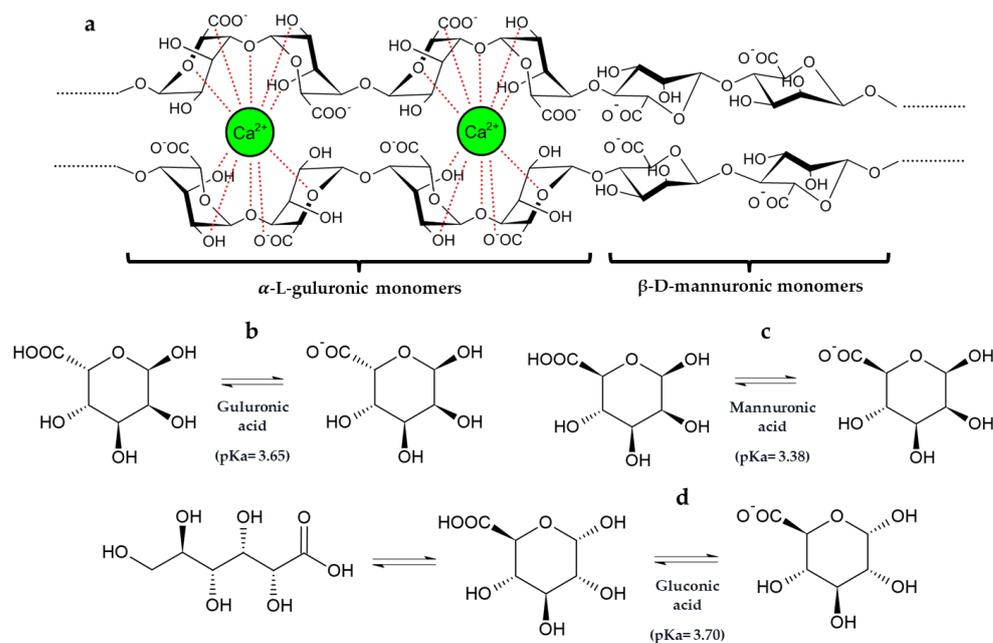 a
COO⁻ HO COO⁻ HO
HO O HO O O⁻OC
O O HO O O HO HO O
O O O O HO O O O
HO COO⁻ HO COO⁻ O⁻OC O HO
Ca²⁺ Ca²⁺
O⁻OC OH O⁻OC OH O⁻OC HO
O OH O O OH O HO O O OH O
O O OH O O OH HO O⁻OC O
OH O⁻OC OH O⁻OC
α-L-guluronic monomers
β-D-mannuronic monomers
b
HOOC O OH
HO OH
OH
Guluronic
acid
(pKa= 3.65)
O⁻OC O OH
HO OH
OH
c
HOOC O OH
HO OH
OH
Mannuronic
acid
(pKa= 3.38)
O⁻OC O OH
HO OH
OH
d
OH OH O
HO OH
OH OH
HOOC O OH
HO OH
OH
Gluconic
acid
(pKa= 3.70)
O⁻OC O OH
HO OH
OH